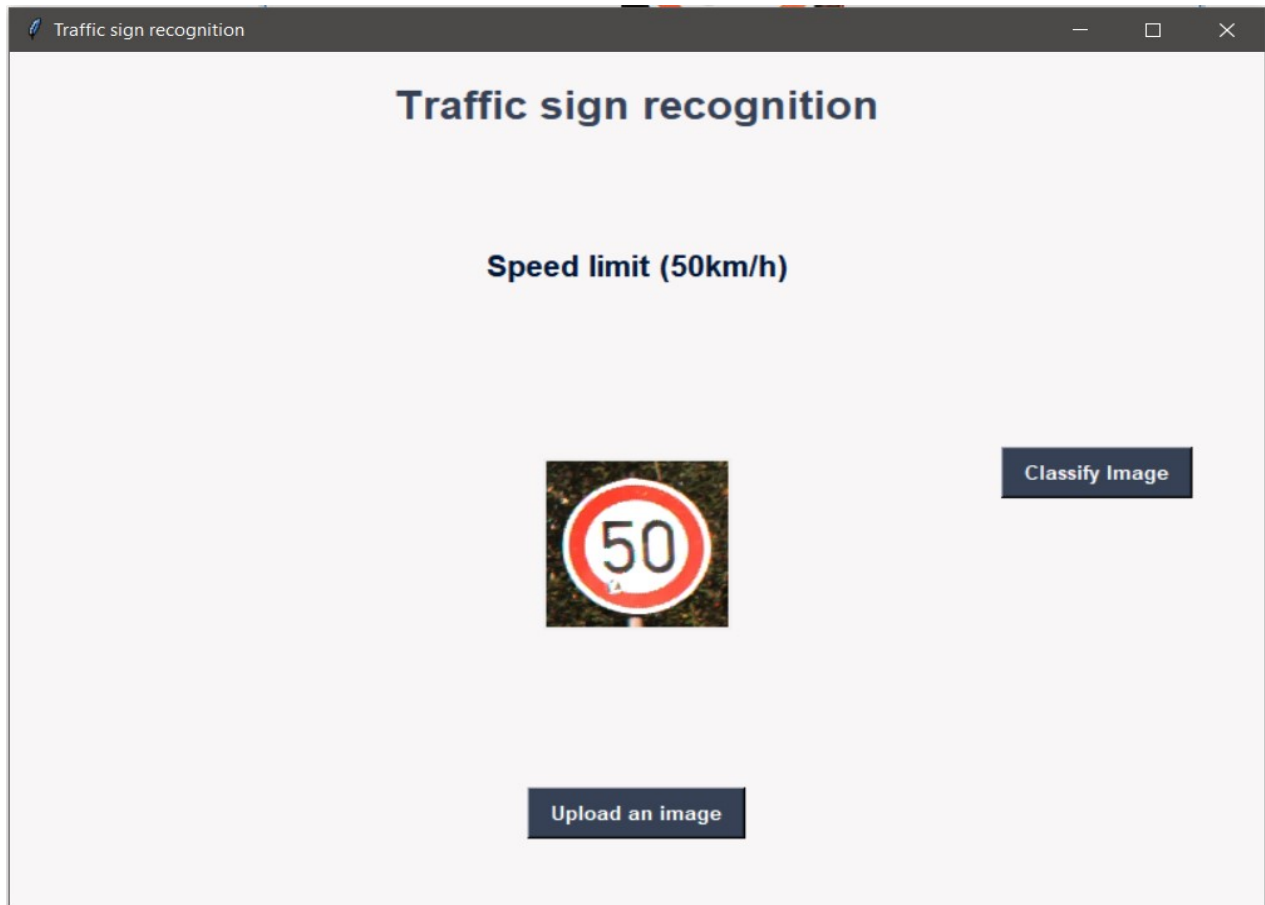 Traffic sign recognition
Traffic sign recognition
Speed limit (50km/h)
Classify Image
50
Upload an image